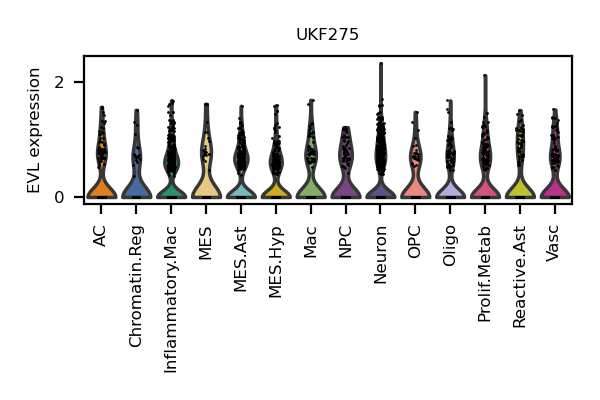 UKF275
EVL expression
2
0
AC
Chromatin.Reg
Inflammatory.Mac
MES
MES.Ast
MES.Hyp
Mac
NPC
Neuron
OPC
Oligo
Prolif.Metab
Reactive.Ast
Vasc